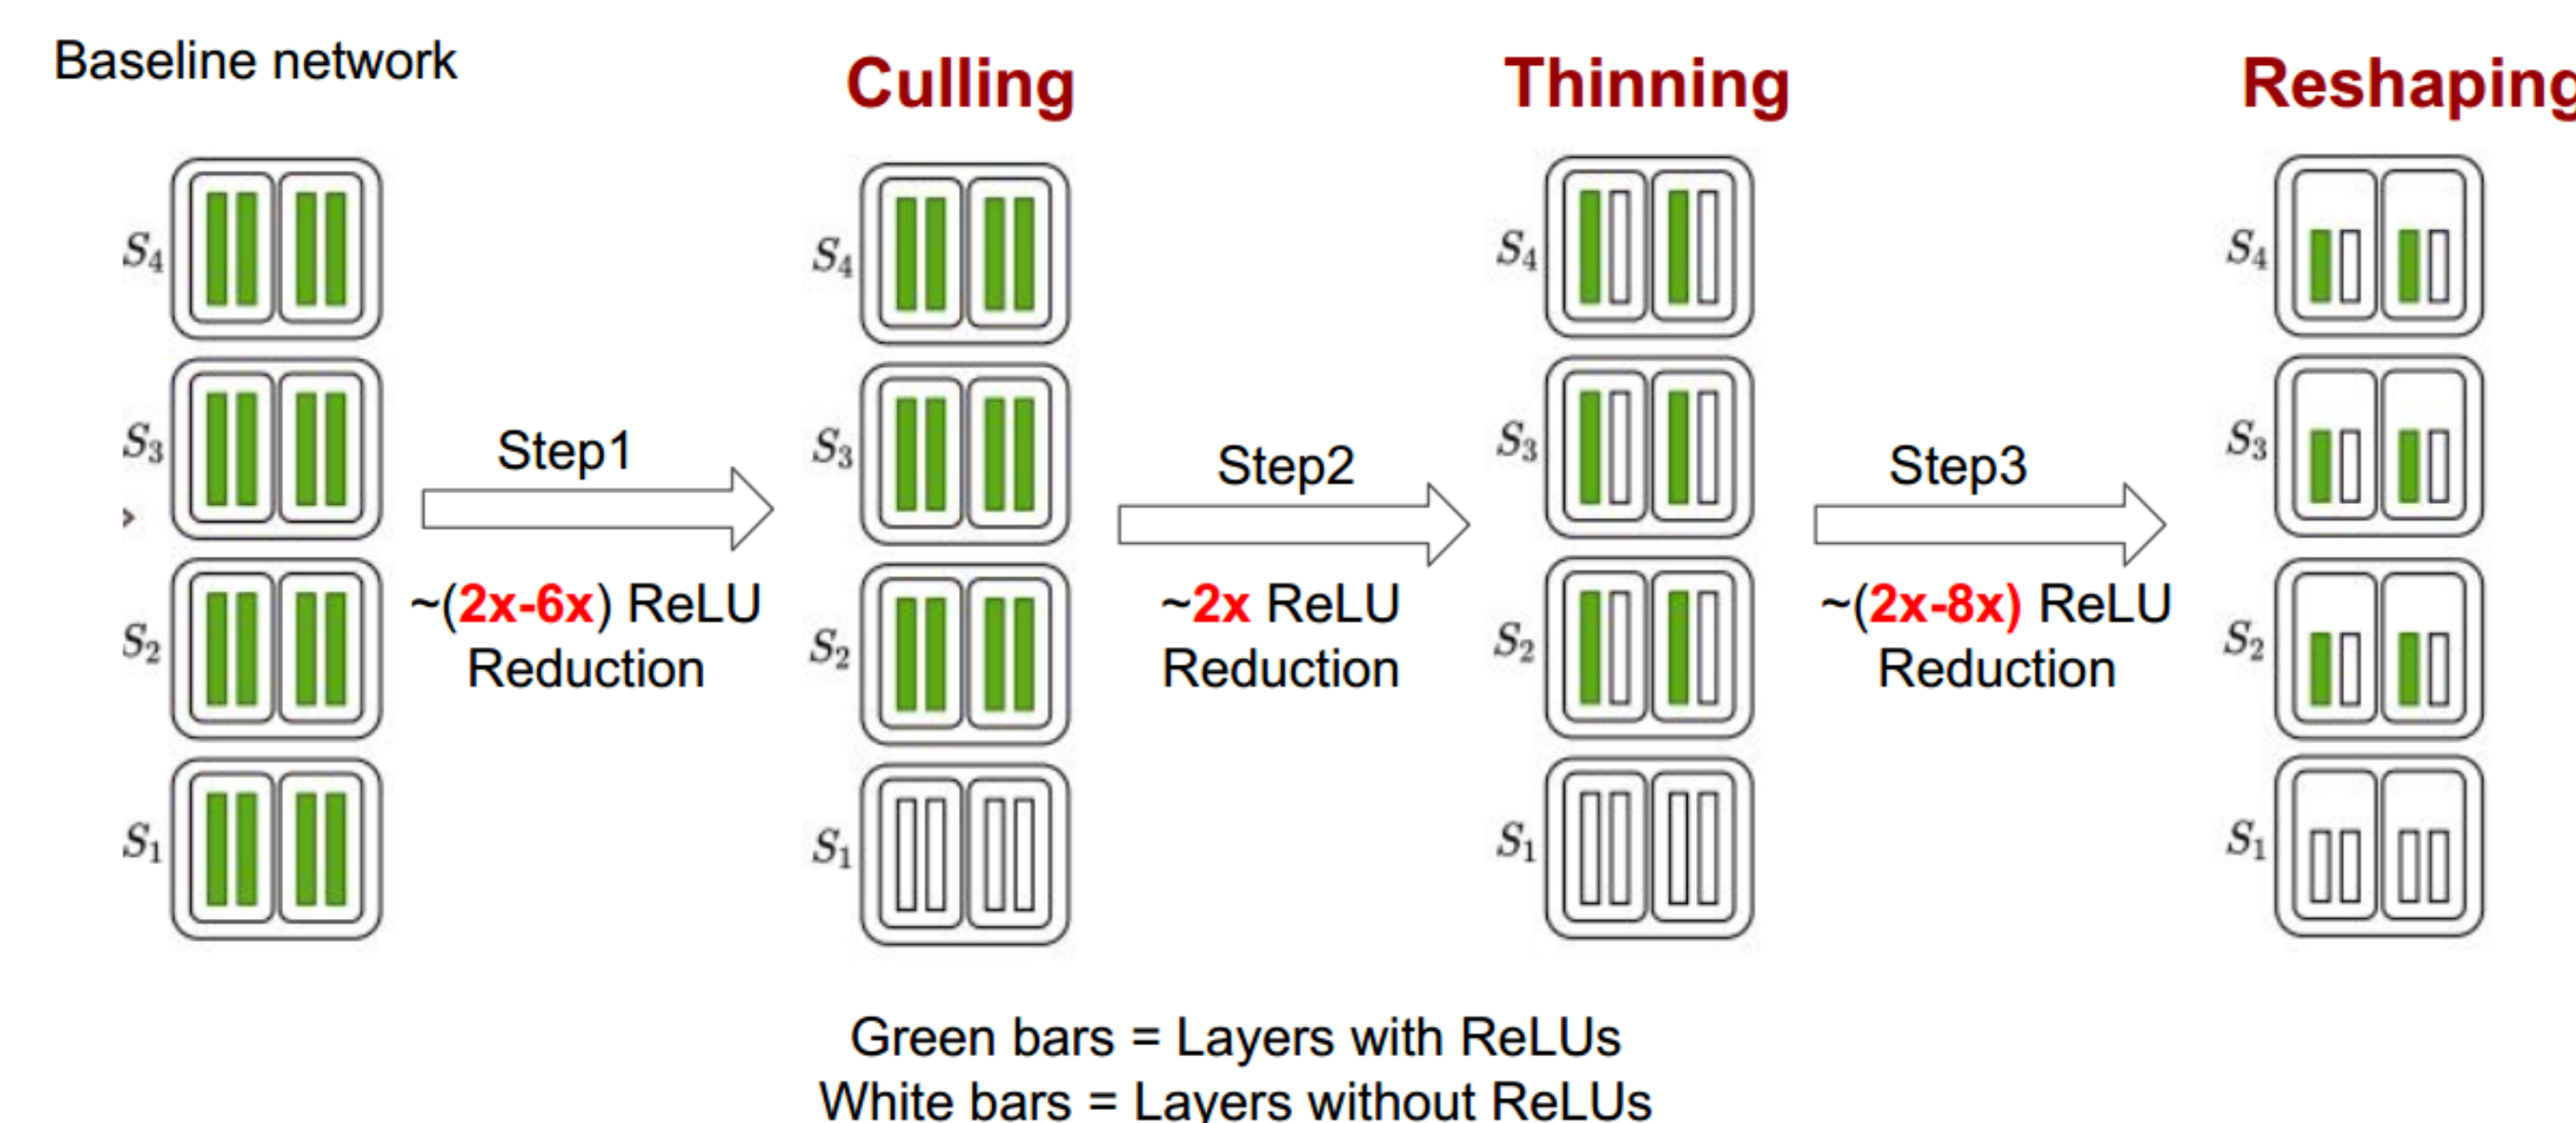 Baseline network
Culling
Thinning
Reshaping
S4
S3
S2
S1
Step1
~(2x-6x) ReLU
Reduction
S4
S3
S2
S1
Step2
~2x ReLU
Reduction
S4
S3
S2
S1
Step3
~(2x-8x) ReLU
Reduction
S4
S3
S2
S1
Green bars = Layers with ReLUs
White bars = Layers without ReLUs